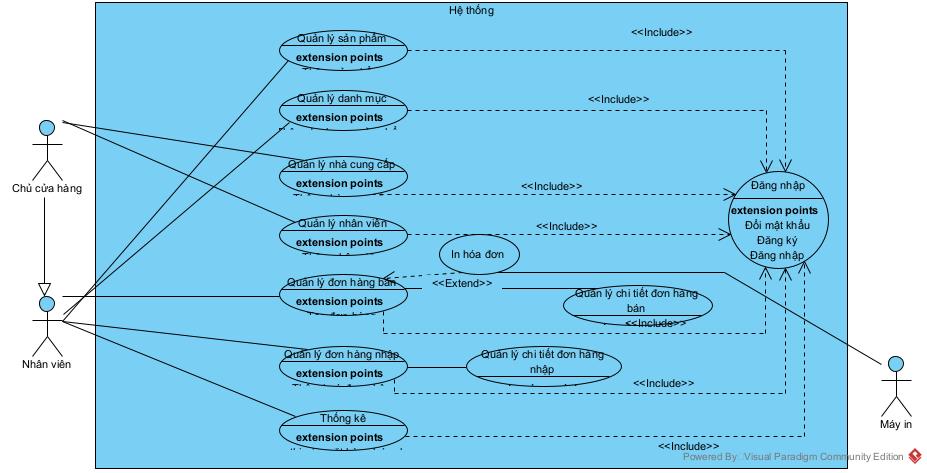 Hệ thống
Quản lý sản phẩm
extension points
<<Include>>
Quản lý danh mục
extension points
<<Include>>
Chủ cửa hàng
Quản lý nhà cung cấp
extension points
<<Include>>
Đăng nhập
extension points
Đổi mật khẩu
Đăng ký
Đăng nhập
Quản lý nhân viên
extension points
<<Include>>
In hóa đơn
<<Extend>>
Quản lý đơn hàng bán
extension points
Quản lý chi tiết đơn hàng
bán
<<Include>>
Nhân viên
Quản lý đơn hàng nhập
extension points
Quản lý chi tiết đơn hàng
nhập
<<Include>>
Máy in
Thống kê
extension points
<<Include>>
Powered By: Visual Paradigm Community Edition